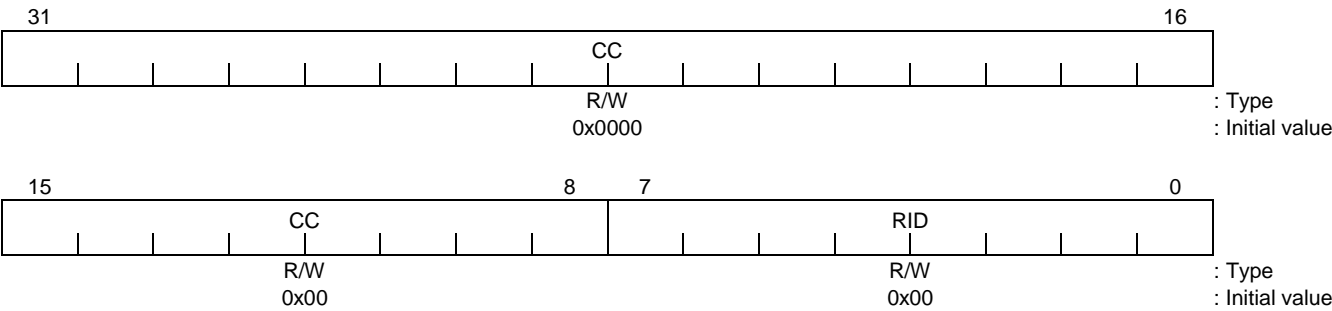 31 16
CC
R/W : Type
0x0000 : Initial value
15 8 7 0
CC RID
R/W R/W : Type
0x00 0x00 : Initial value